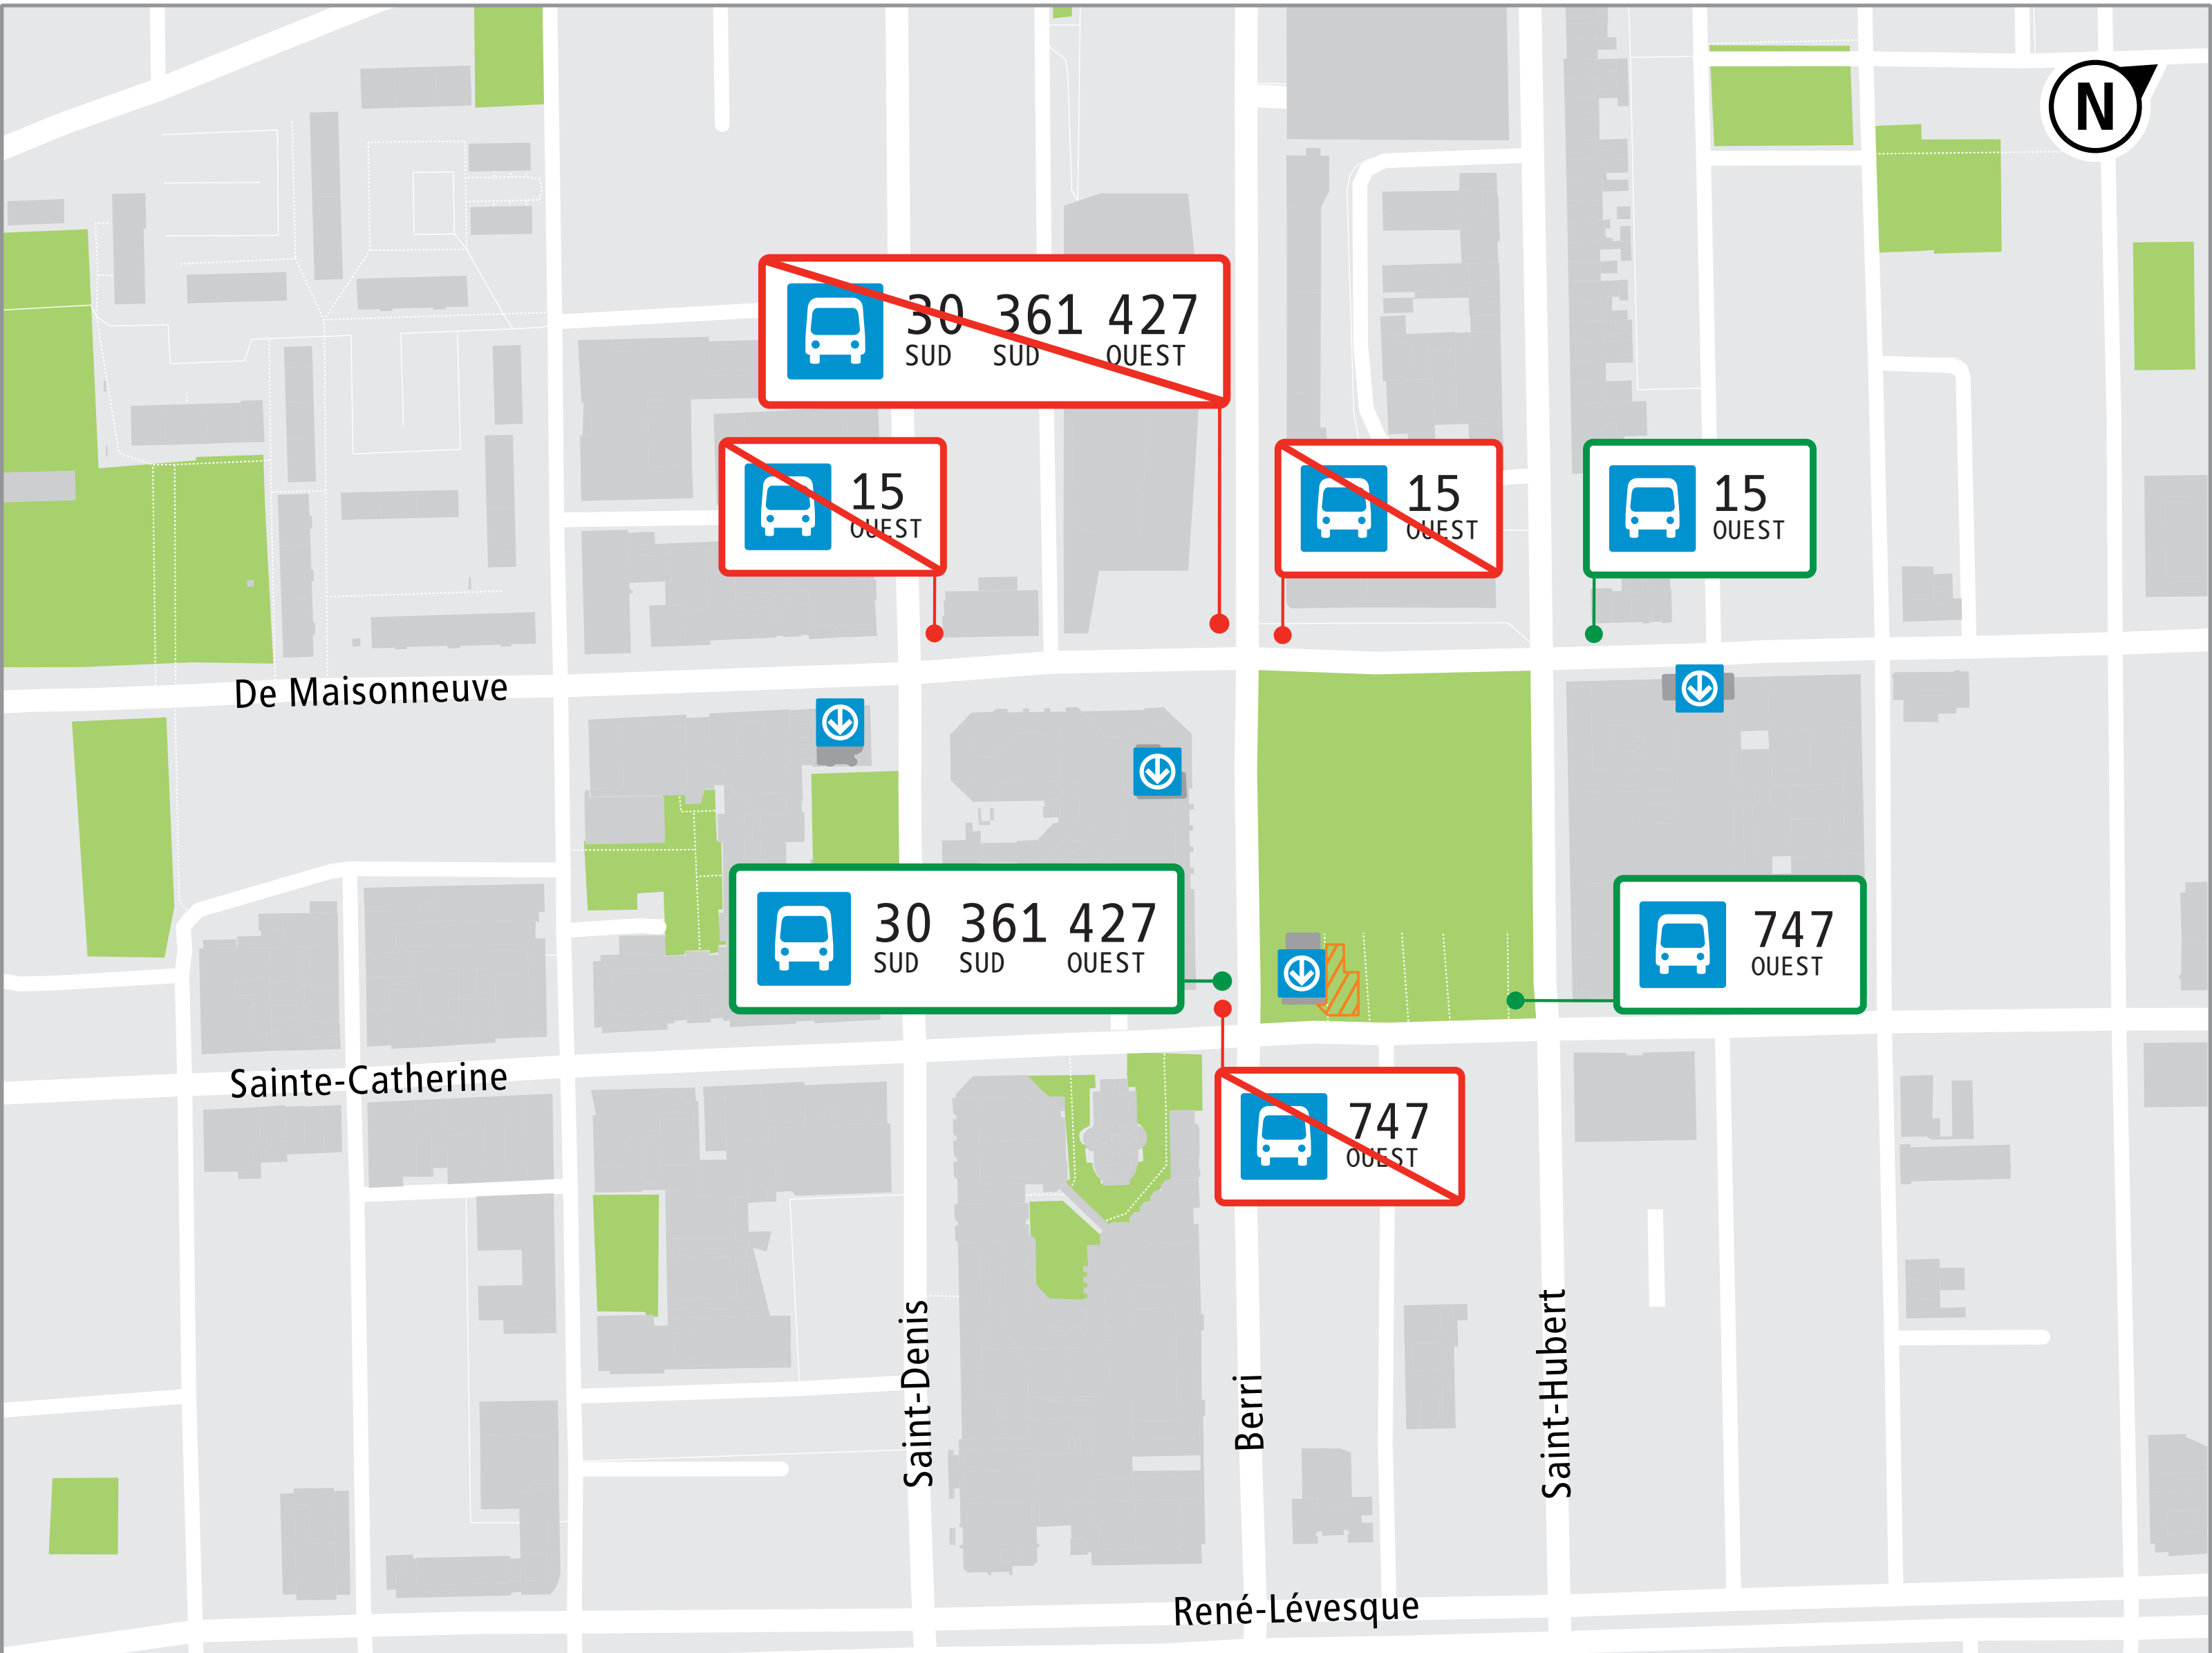 N
30 361 427
SUD SUD OUEST
15
OUEST
15
OUEST
15
OUEST
De Maisonneuve
30 361 427
SUD SUD OUEST
747
OUEST
Sainte-Catherine
747
OUEST
Saint-Denis
Berri
Saint-Hubert
René-Lévesque